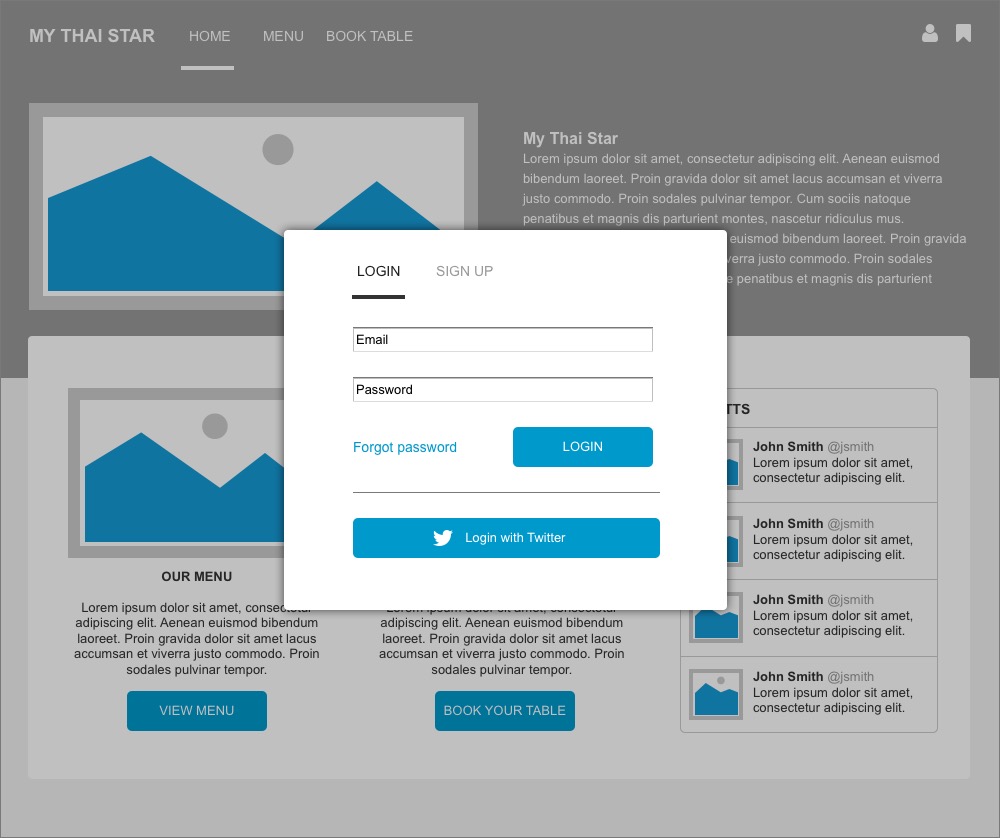 MY THAI STAR HOME MENU BOOK TABLE
My Thai Star
Lorem ipsum dolor sit amet, consectetur adipiscing elit. Aenean euismod
bibendum laoreet. Proin gravida dolor sit amet lacus accumsan et viverra
justo commodo. Proin sodales pulvinar tempor. Cum sociis natoque
penatibus et magnis dis parturient montes, nascetur ridiculus mus.
euismod bibendum laoreet. Proin gravida
verra justo commodo. Proin sodales
penatibus et magnis dis parturient
LOGIN SIGN UP
Email
Password
Forgot password LOGIN
Login with Twitter
OUR MENU
Lorem ipsum dolor sit amet, consectetur
adipiscing elit. Aenean euismod bibendum
laoreet. Proin gravida dolor sit amet lacus
accumsan et viverra justo commodo. Proin
sodales pulvinar tempor.
VIEW MENU
Lorem ipsum dolor sit amet, consectetur
adipiscing elit. Aenean euismod bibendum
laoreet. Proin gravida dolor sit amet lacus
accumsan et viverra justo commodo. Proin
sodales pulvinar tempor.
BOOK YOUR TABLE
TTS
John Smith @jsmith
Lorem ipsum dolor sit amet,
consectetur adipiscing elit.
John Smith @jsmith
Lorem ipsum dolor sit amet,
consectetur adipiscing elit.
John Smith @jsmith
Lorem ipsum dolor sit amet,
consectetur adipiscing elit.
John Smith @jsmith
Lorem ipsum dolor sit amet,
consectetur adipiscing elit.